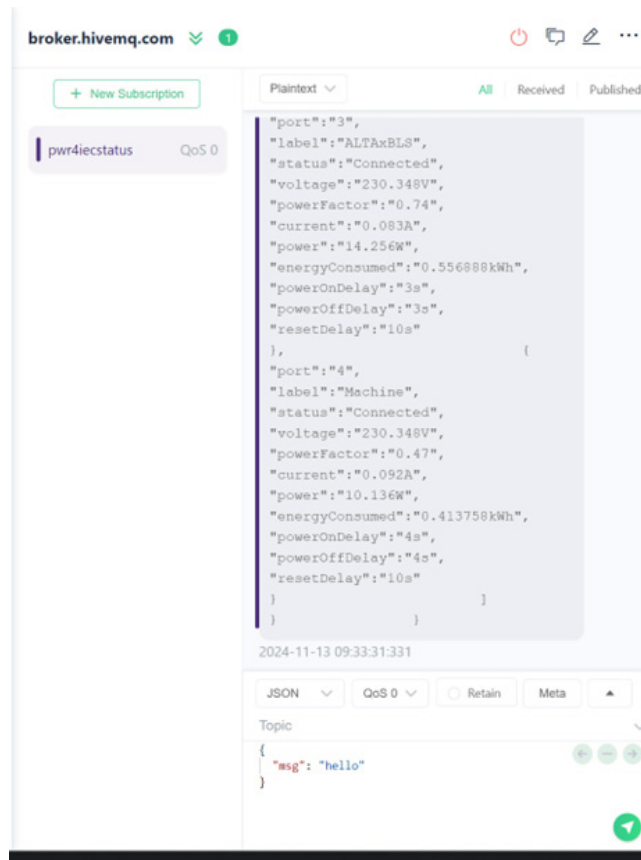 broker.hivemq.com 1
+ New Subscription
pwr4iecstatus QoS 0
Plaintext All Received Published
"port":"3",
"label":"ALTAxBLS",
"status":"Connected",
"voltage":"230.348V",
"powerFactor":"0.74",
"current":"0.083A",
"power":"14.256W",
"energyConsumed":"0.556888kWh",
"powerOnDelay":"3s",
"powerOffDelay":"3s",
"resetDelay":"10s"
}, {
"port":"4",
"label":"Machine",
"status":"Connected",
"voltage":"230.348V",
"powerFactor":"0.47",
"current":"0.092A",
"power":"10.136W",
"energyConsumed":"0.413758kWh",
"powerOnDelay":"4s",
"powerOffDelay":"4s",
"resetDelay":"10s"
} ]
} }
2024-11-13 09:33:31:331
JSON QoS 0 Retain Meta
Topic
{
"msg": "hello"
}